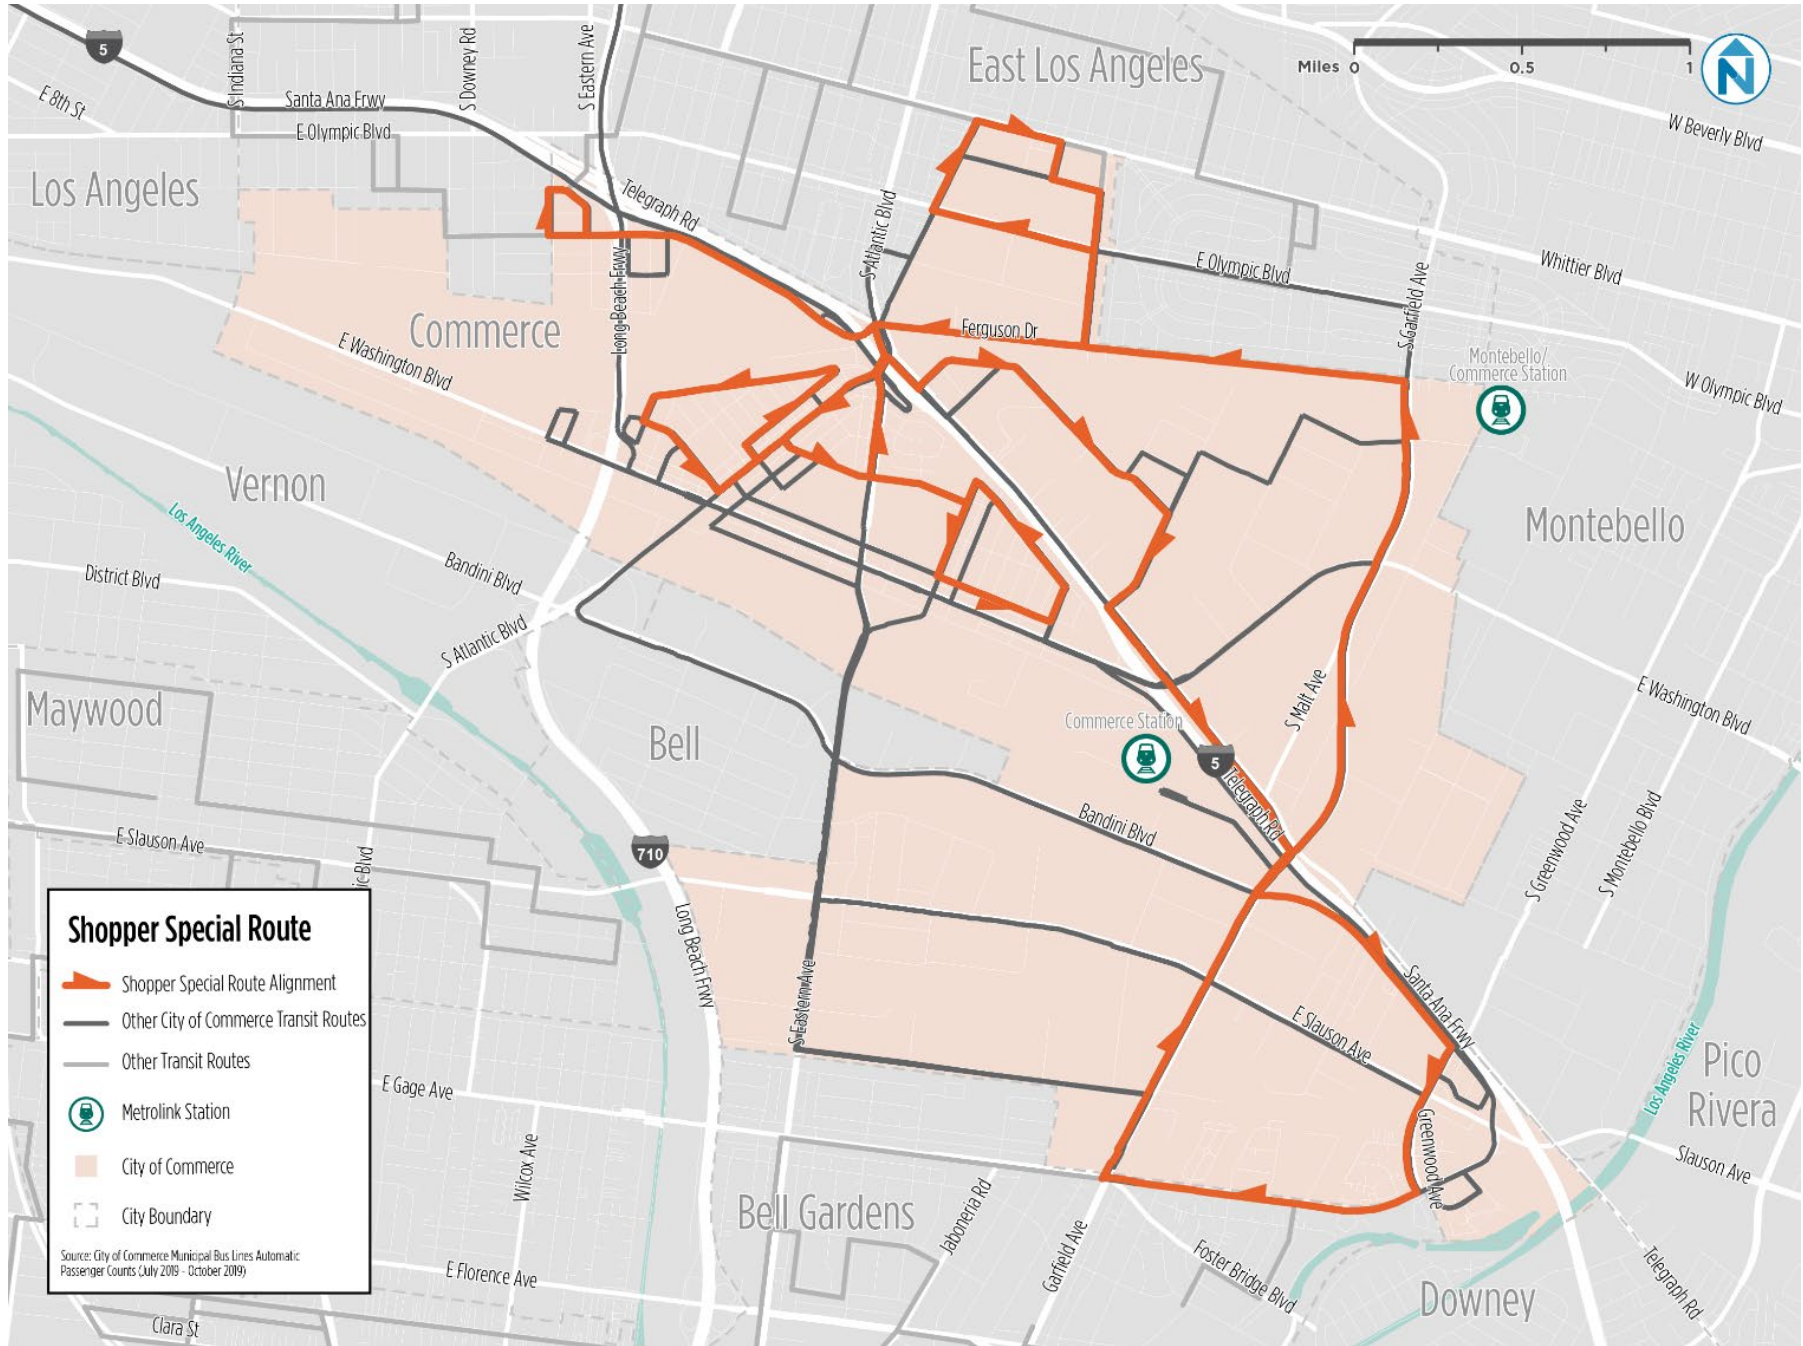 5
S Indiana St
S Downey Rd
S Eastern Ave
East Los Angeles
Miles 0
0.5
1
N
E 8th St
Santa Ana Frwy
E Olympic Blvd
W Beverly Blvd
Los Angeles
Telegraph Rd
S Atlantic Blvd
Long Beach Frwy
E Olympic Blvd
Whittier Blvd
S Garfield Ave
Commerce
Ferguson Dr
E Washington Blvd
Montebello/
Commerce Station
W Olympic Blvd
Vernon
Los Angeles River
Montebello
District Blvd
Bandini Blvd
S Atlantic Blvd
Maywood
Bell
Commerce Station
S Malt Ave
E Washington Blvd
5
Telegraph Rd
Bandini Blvd
E Slauson Ave
710
ic Blvd
S Greenwood Ave
S Montebello Blvd
Long Beach Frwy
S Eastern Ave
Santa Ana Frwy
E Slauson Ave
Los Angeles River
Pico
Rivera
Shopper Special Route
Shopper Special Route Alignment
Other City of Commerce Transit Routes
Other Transit Routes
Metrolink Station
City of Commerce
City Boundary
Source: City of Commerce Municipal Bus Lines Automatic
Passenger Counts (July 2019 - October 2019)
E Gage Ave
Wilcox Ave
Greenwood Ave
Slauson Ave
Bell Gardens
Jaboneria Rd
Garfield Ave
Foster Bridge Blvd
Telegraph Rd
E Florence Ave
Downey
Clara St